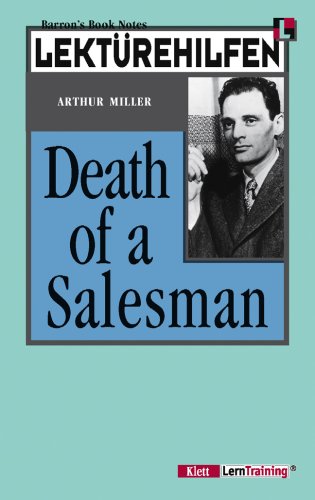 Barron's Book Notes
LEKTÜREHILFEN
L
ARTHUR MILLER
Death
of a
Salesman
Klett LernTraining®